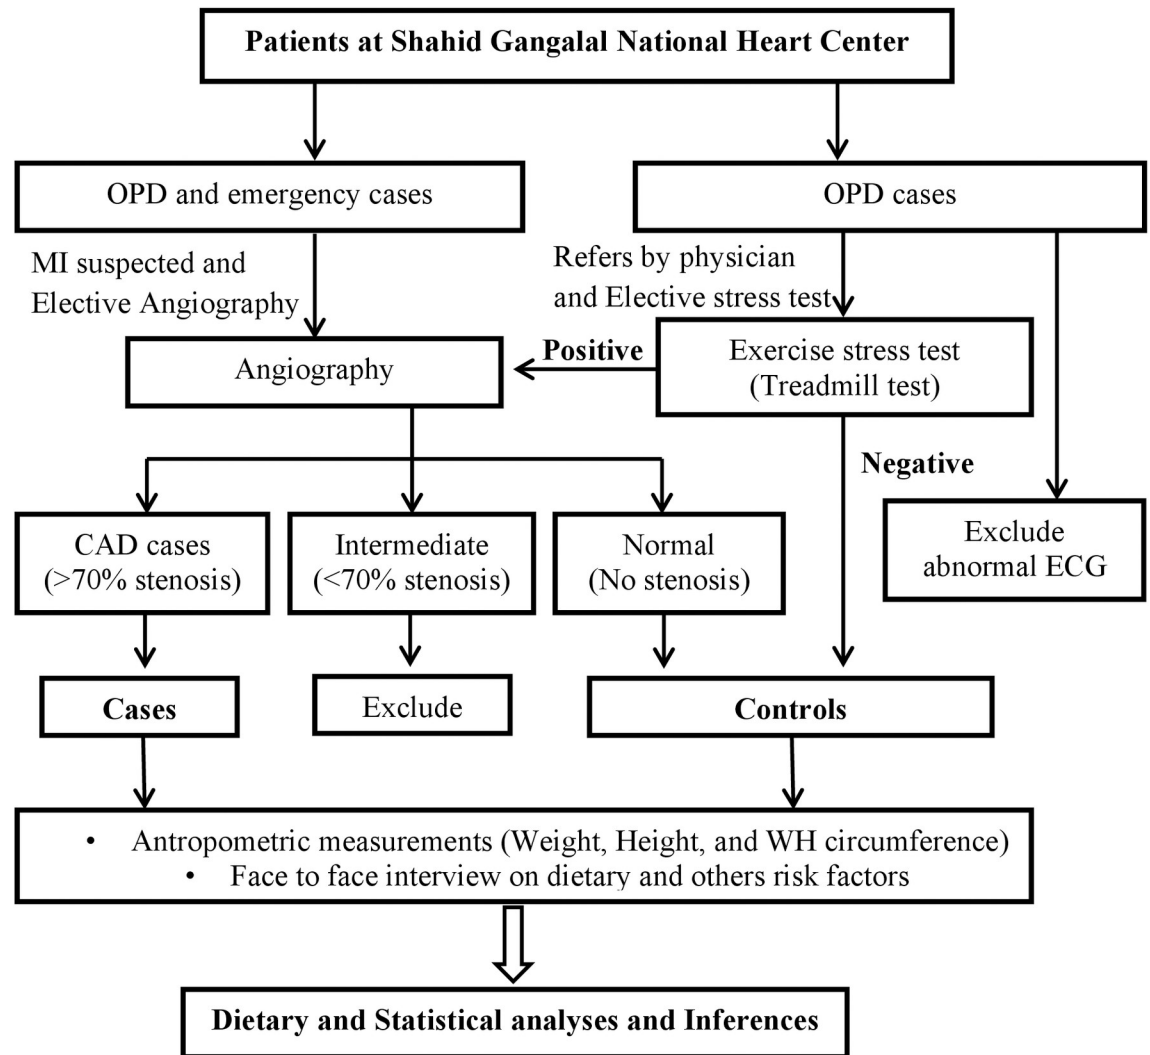 Patients at Shahid Gangalal National Heart Center
OPD and emergency cases
OPD cases
MI suspected and
Elective Angiography
Refers by physician
and Elective stress test
Angiography
Positive
Exercise stress test
(Treadmill test)
Negative
CAD cases
(>70% stenosis)
Intermediate
(<70% stenosis)
Normal
(No stenosis)
Exclude
abnormal ECG
Cases
Exclude
Controls
• Antropometric measurements (Weight, Height, and WH circumference)
• Face to face interview on dietary and others risk factors
Dietary and Statistical analyses and Inferences